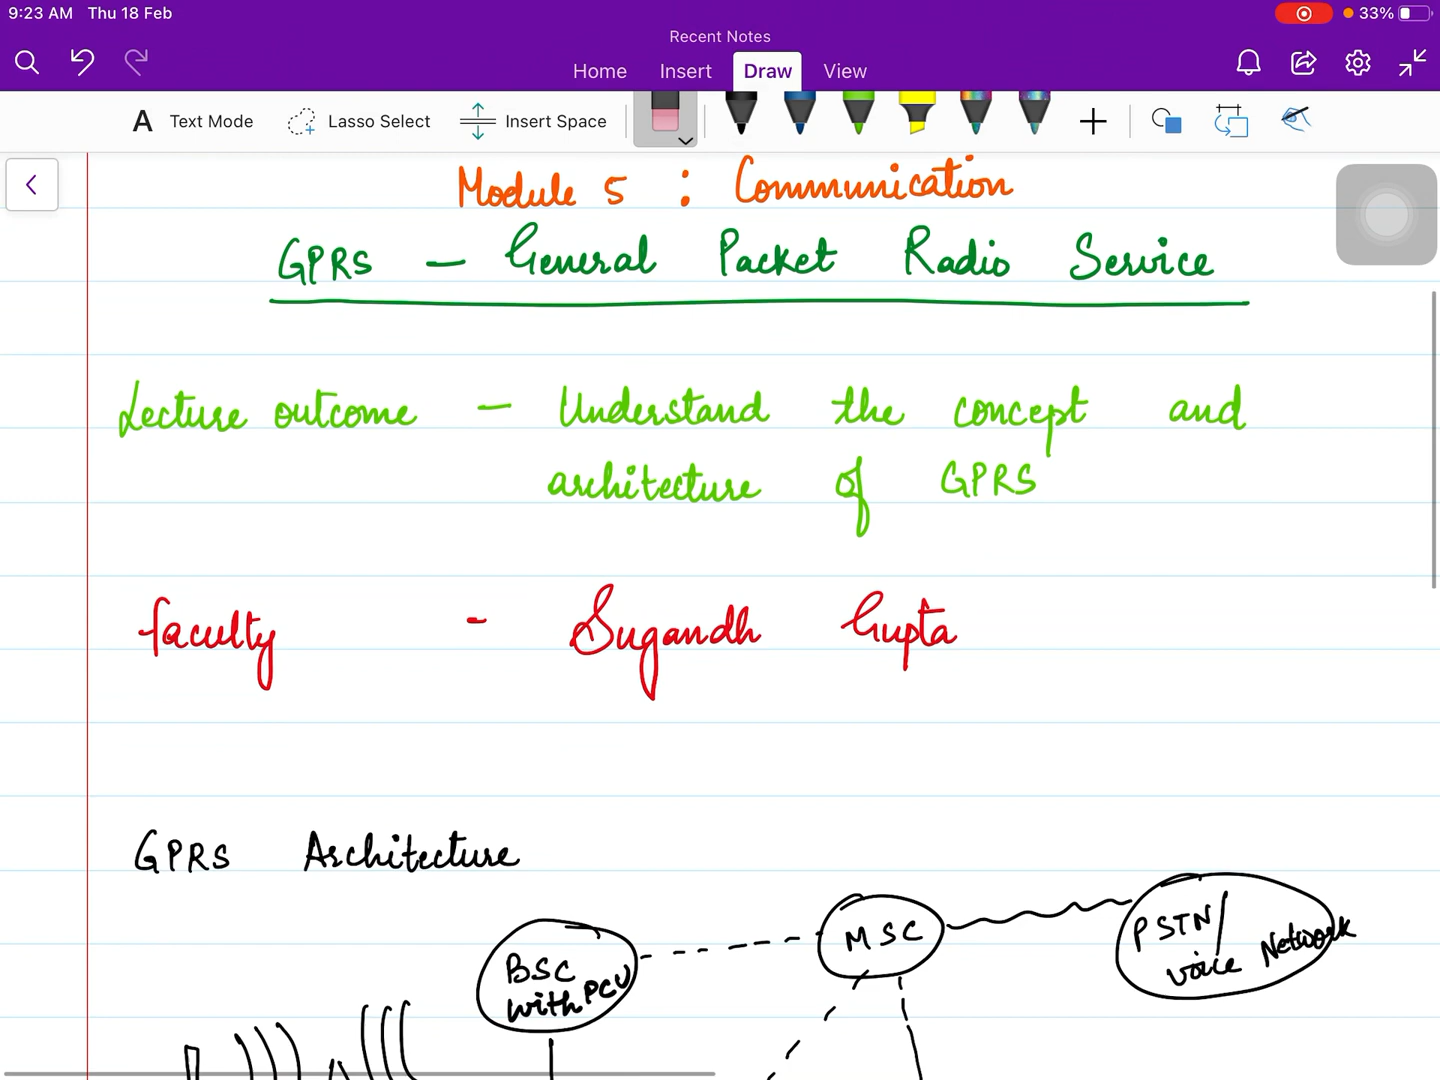 9:23 AM Thu 18 Feb
33%
Recent Notes
Home Insert Draw View
A Text Mode Lasso Select Insert Space
Module 5 : Communication
GPRS — General Packet Radio Service
Lecture outcome — Understand the concept and
architecture of GPRS
faculty - Sugandh Gupta
GPRS Architecture
BSC
with PCU
MSC
PSTN/
voice Network